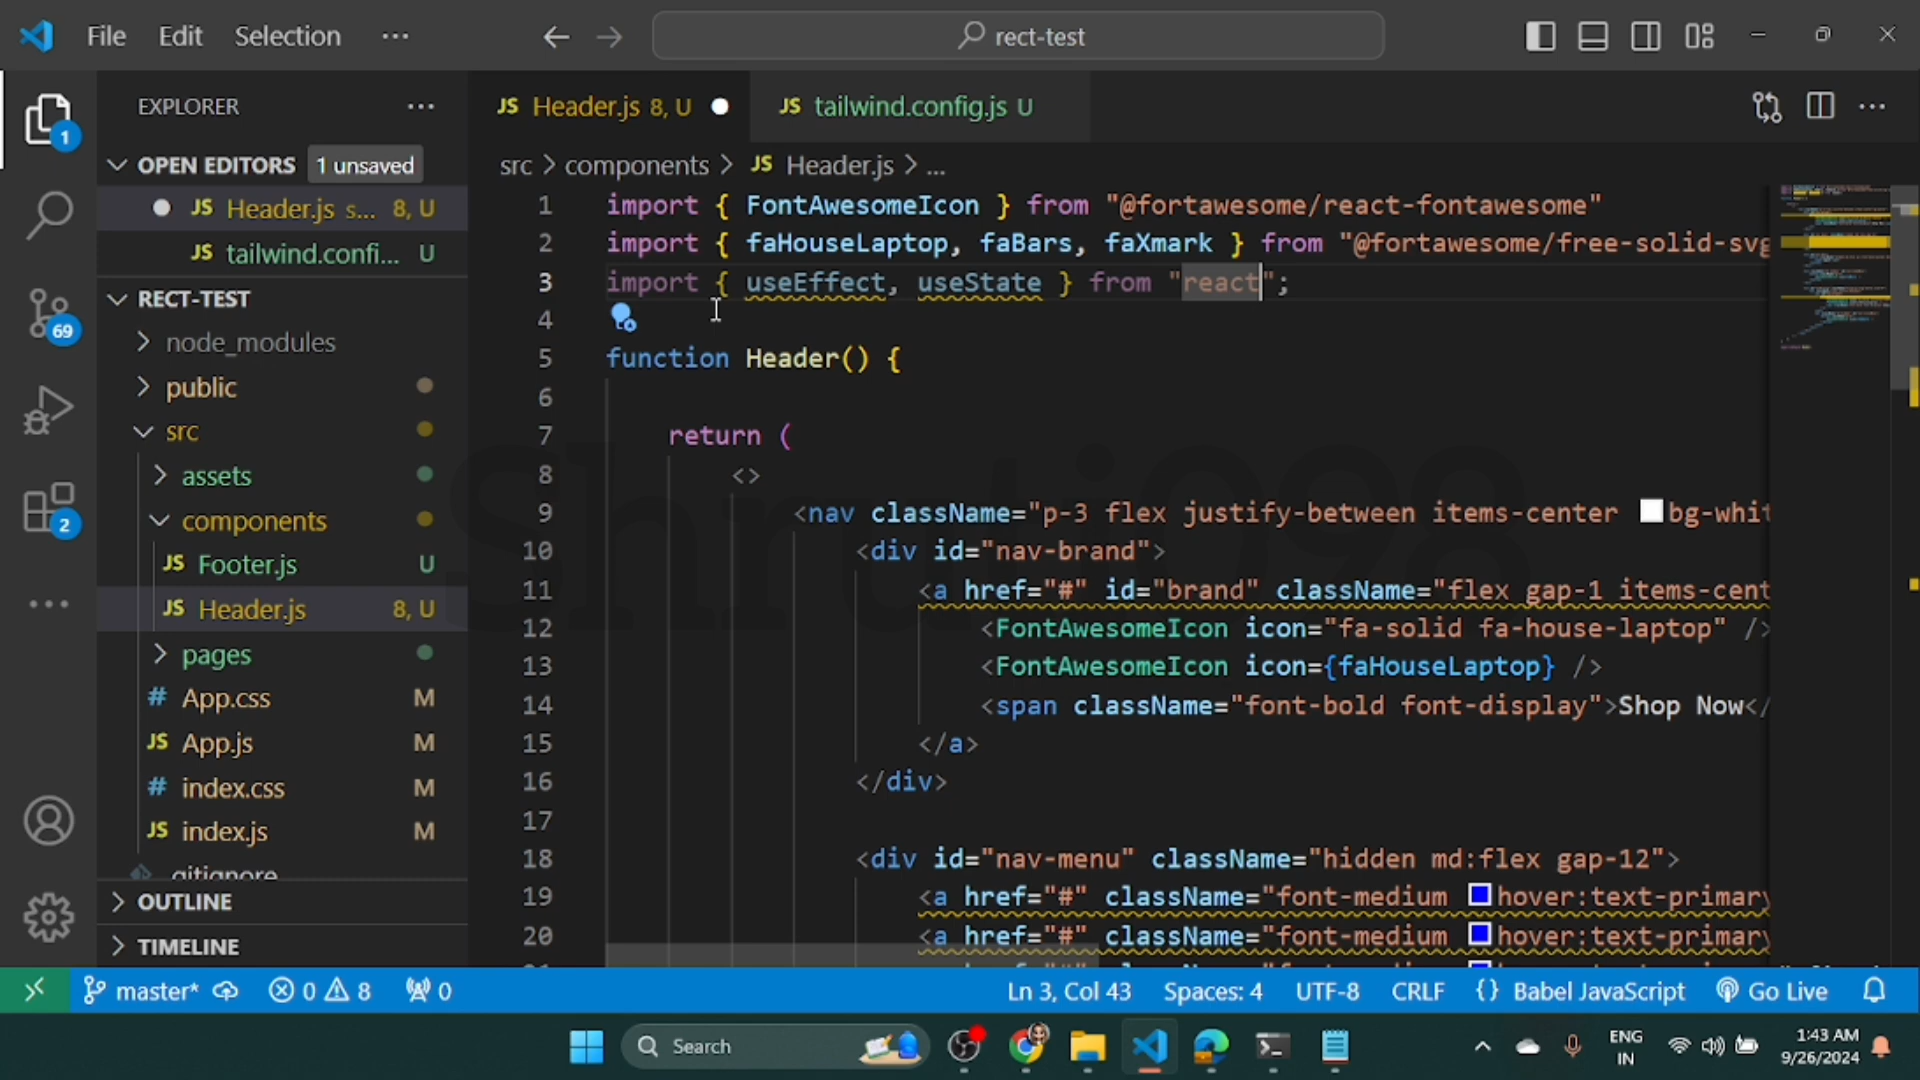 File Edit Selection ··· rect-test
EXPLORER ···
OPEN EDITORS 1 unsaved
JS Header.js s... 8, U
JS tailwind.confi... U
RECT-TEST
node_modules
public
src
assets
components
JS Footer.js U
JS Header.js 8, U
pages
# App.css M
JS App.js M
# index.css M
JS index.js M
.gitignore
OUTLINE
TIMELINE
1
69
2
JS Header.js 8, U JS tailwind.config.js U
src > components > JS Header.js > ...
1 import { FontAwesomeIcon } from "@fortawesome/react-fontawesome"
2 import { faHouseLaptop, faBars, faXmark } from "@fortawesome/free-solid-svg
3 import { useEffect, useState } from "react";
4
5 function Header() {
6
7 return (
8 <>
9 <nav className="p-3 flex justify-between items-center bg-whit
10 <div id="nav-brand">
11 <a href="#" id="brand" className="flex gap-1 items-cent
12 <FontAwesomeIcon icon="fa-solid fa-house-laptop" />
13 <FontAwesomeIcon icon={faHouseLaptop} />
14 <span className="font-bold font-display">Shop Now</
15 </a>
16 </div>
17
18 <div id="nav-menu" className="hidden md:flex gap-12">
19 <a href="#" className="font-medium hover:text-primary
20 <a href="#" className="font-medium hover:text-primary
Shruti098
master* 0 8 0 Ln 3, Col 43 Spaces: 4 UTF-8 CRLF {} Babel JavaScript Go Live
Search ENG IN 1:43 AM 9/26/2024